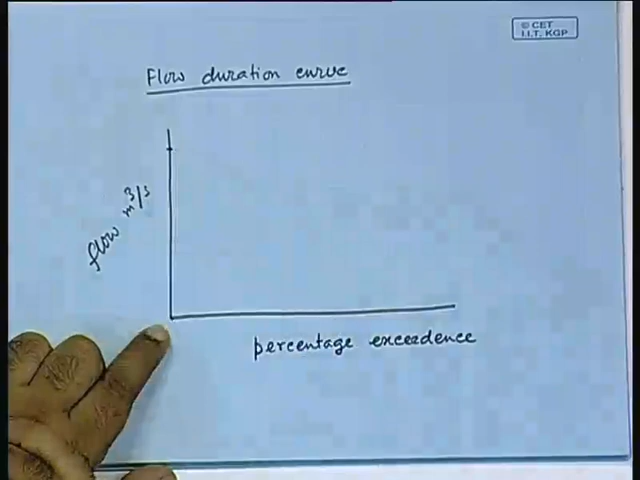 © CET
I.I.T. KGP
Flow duration curve
flow m3/s
percentage exceedence